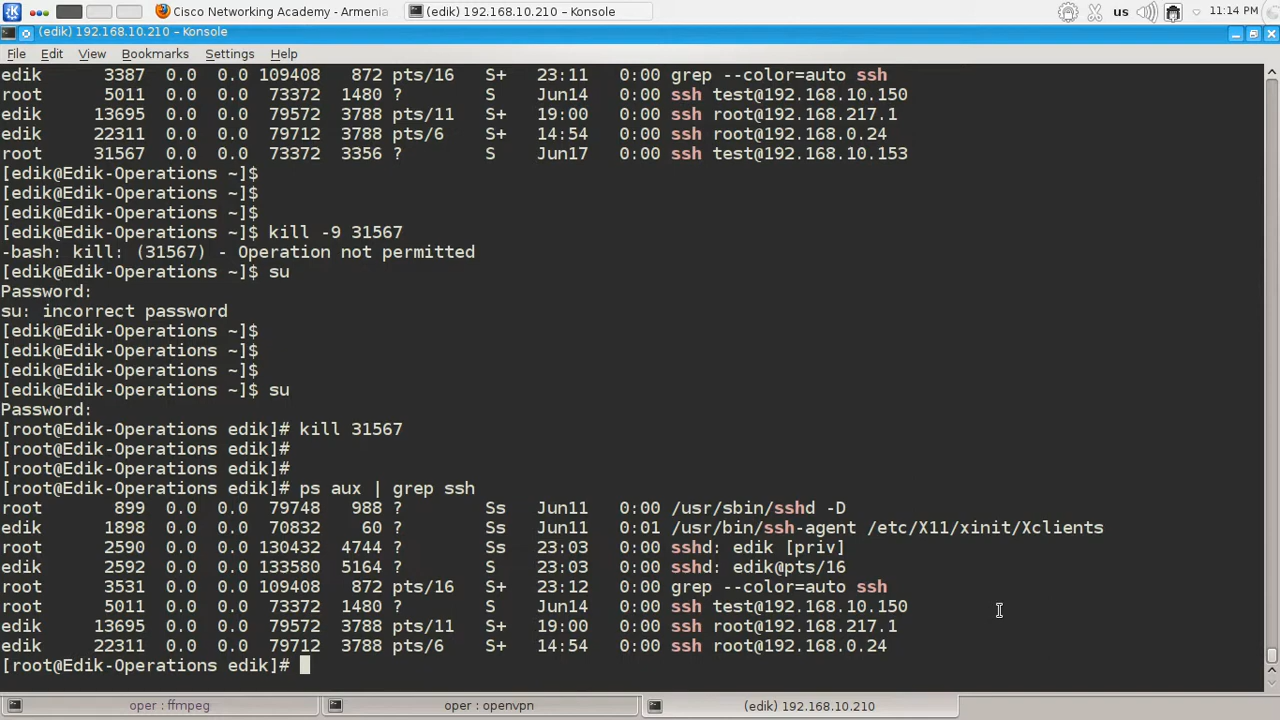 Cisco Networking Academy - Armenia
(edik) 192.168.10.210 – Konsole
us
11:14 PM
(edik) 192.168.10.210 – Konsole
File Edit View Bookmarks Settings Help
edik 3387 0.0 0.0 109408 872 pts/16 S+ 23:11 0:00 grep --color=auto ssh
root 5011 0.0 0.0 73372 1480 ? S Jun14 0:00 ssh test@192.168.10.150
edik 13695 0.0 0.0 79572 3788 pts/11 S+ 19:00 0:00 ssh root@192.168.217.1
edik 22311 0.0 0.0 79712 3788 pts/6 S+ 14:54 0:00 ssh root@192.168.0.24
root 31567 0.0 0.0 73372 3356 ? S Jun17 0:00 ssh test@192.168.10.153
[edik@Edik-Operations ~]$
[edik@Edik-Operations ~]$
[edik@Edik-Operations ~]$
[edik@Edik-Operations ~]$ kill -9 31567
-bash: kill: (31567) - Operation not permitted
[edik@Edik-Operations ~]$ su
Password:
su: incorrect password
[edik@Edik-Operations ~]$
[edik@Edik-Operations ~]$
[edik@Edik-Operations ~]$
[edik@Edik-Operations ~]$ su
Password:
[root@Edik-Operations edik]# kill 31567
[root@Edik-Operations edik]#
[root@Edik-Operations edik]#
[root@Edik-Operations edik]# ps aux | grep ssh
root 899 0.0 0.0 79748 988 ? Ss Jun11 0:00 /usr/sbin/sshd -D
edik 1898 0.0 0.0 70832 60 ? Ss Jun11 0:01 /usr/bin/ssh-agent /etc/X11/xinit/Xclients
root 2590 0.0 0.0 130432 4744 ? Ss 23:03 0:00 sshd: edik [priv]
edik 2592 0.0 0.0 133580 5164 ? S 23:03 0:00 sshd: edik@pts/16
root 3531 0.0 0.0 109408 872 pts/16 S+ 23:12 0:00 grep --color=auto ssh
root 5011 0.0 0.0 73372 1480 ? S Jun14 0:00 ssh test@192.168.10.150
edik 13695 0.0 0.0 79572 3788 pts/11 S+ 19:00 0:00 ssh root@192.168.217.1
edik 22311 0.0 0.0 79712 3788 pts/6 S+ 14:54 0:00 ssh root@192.168.0.24
[root@Edik-Operations edik]#
oper : ffmpeg
oper : openvpn
(edik) 192.168.10.210